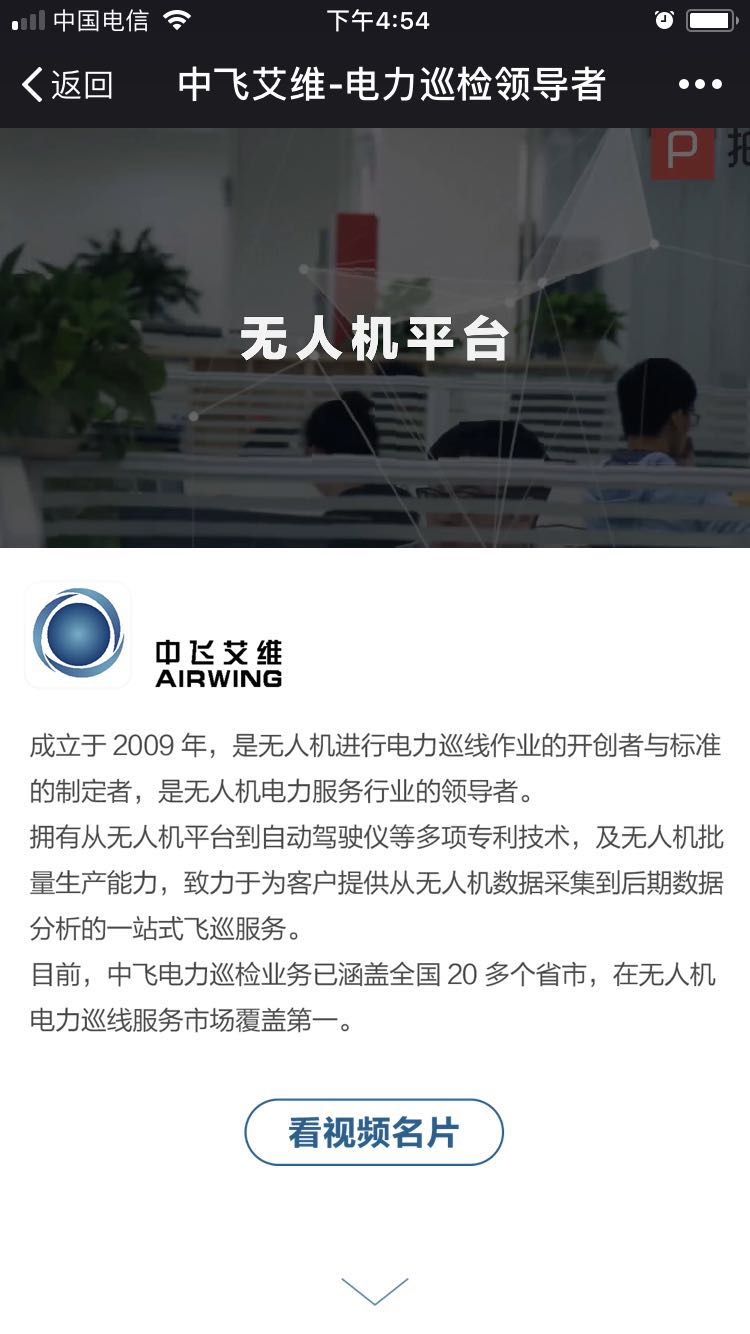 中国电信
下午4:54
返回
中飞艾维-电力巡检领导者
P
无人机平台
中飞艾维
AIRWING
成立于 2009 年，是无人机进行电力巡线作业的开创者与标准
的制定者，是无人机电力服务行业的领导者。
拥有从无人机平台到自动驾驶仪等多项专利技术，及无人机批
量生产能力，致力于为客户提供从无人机数据采集到后期数据
分析的一站式飞巡服务。
目前，中飞电力巡检业务已涵盖全国 20 多个省市，在无人机
电力巡线服务市场覆盖第一。
看视频名片